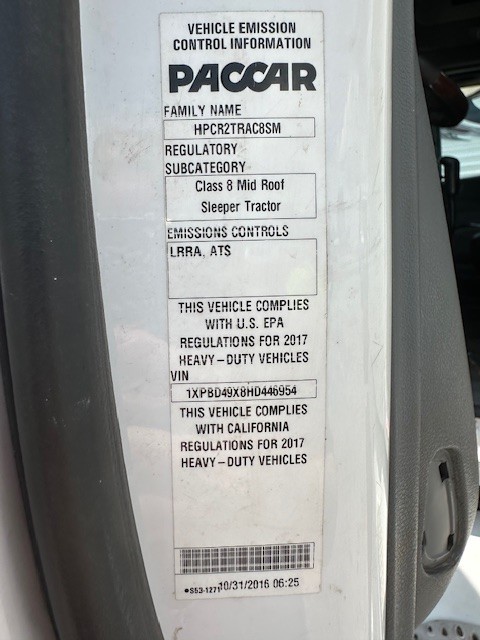 VEHICLE EMISSION
CONTROL INFORMATION
PACCAR
FAMILY NAME
HPCR2TRAC8SM
REGULATORY
SUBCATEGORY
Class 8 Mid Roof
Sleeper Tractor
EMISSIONS CONTROLS
LRRA, ATS
THIS VEHICLE COMPLIES
WITH U.S. EPA
REGULATIONS FOR 2017
HEAVY-DUTY VEHICLES
VIN
1XPBD49X8HD446954
THIS VEHICLE COMPLIES
WITH CALIFORNIA
REGULATIONS FOR 2017
HEAVY-DUTY VEHICLES
S53-1271 10/31/2016 06:25